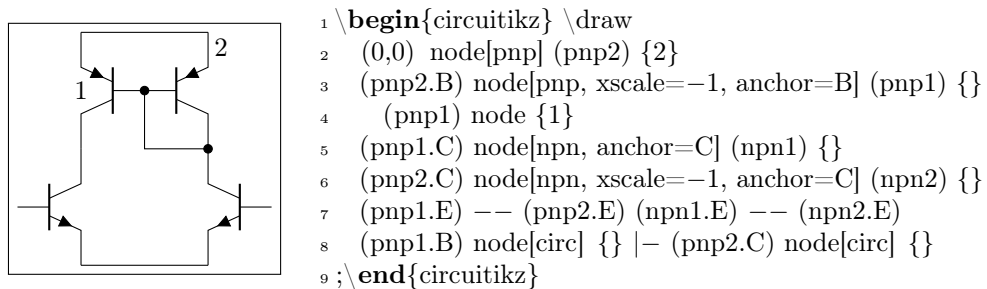 2
1
1 \begin{circuitikz} \draw
2 (0,0) node[pnp] (pnp2) {2}
3 (pnp2.B) node[pnp, xscale=−1, anchor=B] (pnp1) {}
4 (pnp1) node {1}
5 (pnp1.C) node[npn, anchor=C] (npn1) {}
6 (pnp2.C) node[npn, xscale=−1, anchor=C] (npn2) {}
7 (pnp1.E) −− (pnp2.E) (npn1.E) −− (npn2.E)
8 (pnp1.B) node[circ] {} |− (pnp2.C) node[circ] {}
9 ;\end{circuitikz}